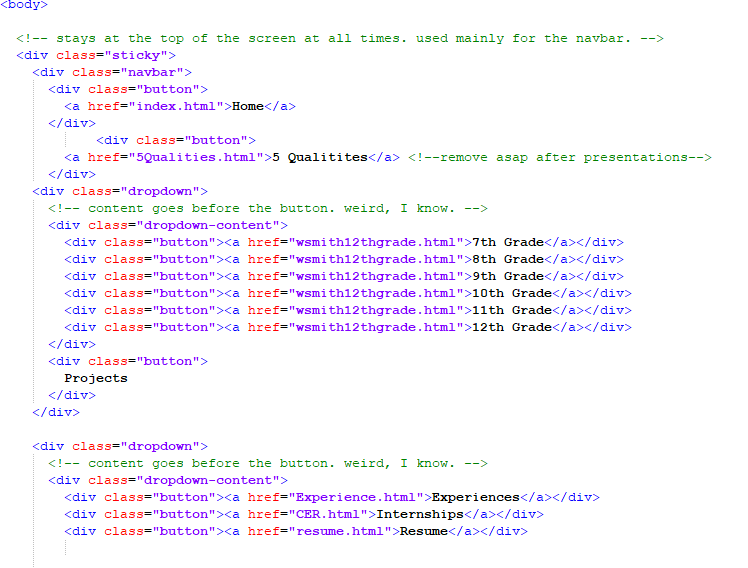 <body>
<!-- stays at the top of the screen at all times. used mainly for the navbar. -->
<div class="sticky">
<div class="navbar">
<div class="button">
<a href="index.html">Home</a>
</div>
<div class="button">
<a href="5Qualities.html">5 Qualitites</a> <!--remove asap after presentations-->
</div>
<div class="dropdown">
<!-- content goes before the button. weird, I know. -->
<div class="dropdown-content">
<div class="button"><a href="wsmith12thgrade.html">7th Grade</a></div>
<div class="button"><a href="wsmith12thgrade.html">8th Grade</a></div>
<div class="button"><a href="wsmith12thgrade.html">9th Grade</a></div>
<div class="button"><a href="wsmith12thgrade.html">10th Grade</a></div>
<div class="button"><a href="wsmith12thgrade.html">11th Grade</a></div>
<div class="button"><a href="wsmith12thgrade.html">12th Grade</a></div>
</div>
<div class="button">
Projects
</div>
</div>
<div class="dropdown">
<!-- content goes before the button. weird, I know. -->
<div class="dropdown-content">
<div class="button"><a href="Experience.html">Experiences</a></div>
<div class="button"><a href="CER.html">Internships</a></div>
<div class="button"><a href="resume.html">Resume</a></div>